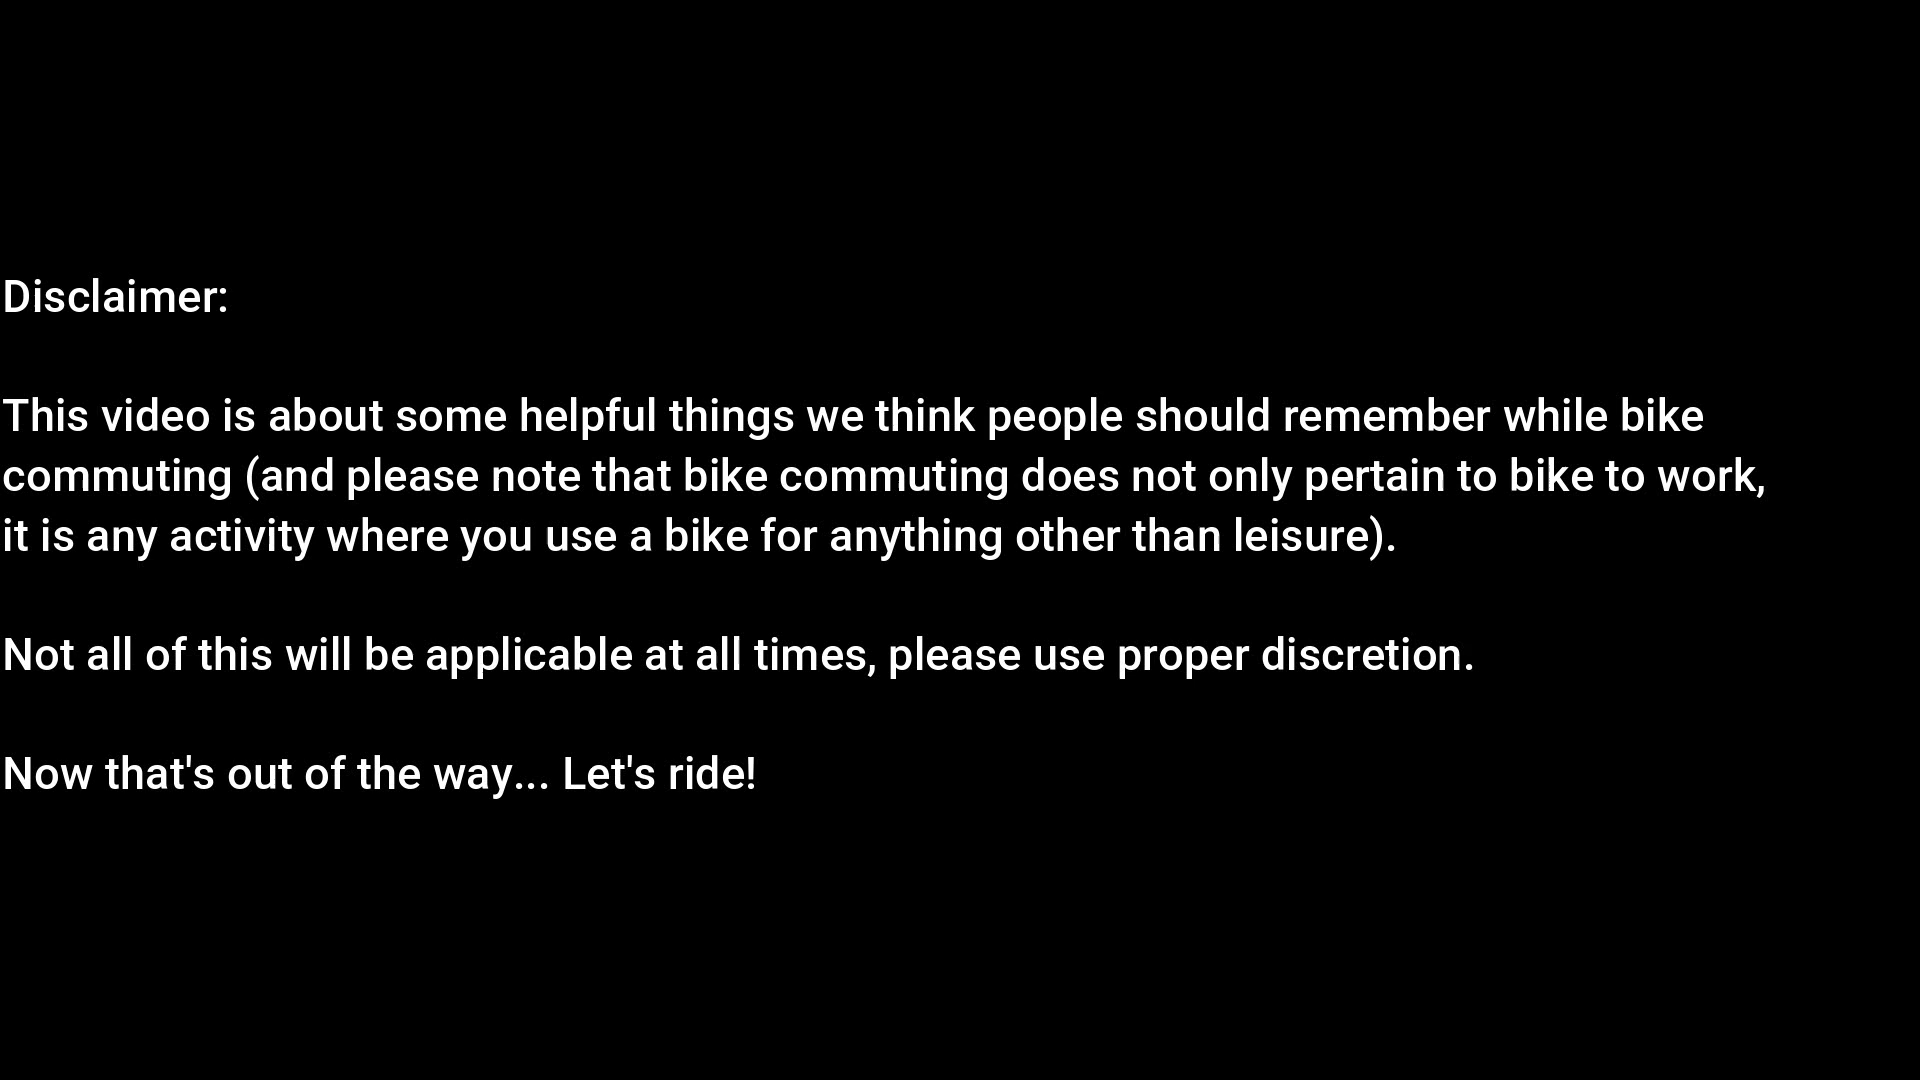 Disclaimer:
This video is about some helpful things we think people should remember while bike
commuting (and please note that bike commuting does not only pertain to bike to work,
it is any activity where you use a bike for anything other than leisure).
Not all of this will be applicable at all times, please use proper discretion.
Now that's out of the way... Let's ride!